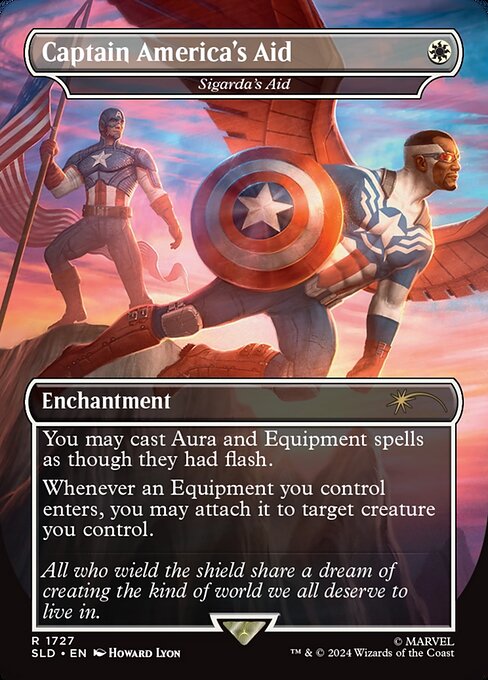 Captain America's Aid
Sigarda's Aid
Enchantment
You may cast Aura and Equipment spells
as though they had flash.
Whenever an Equipment you control
enters, you may attach it to target creature
you control.
All who wield the shield share a dream of
creating the kind of world we all deserve to
live in.
R 1727
SLD • EN Howard Lyon
© MARVEL
™ & © 2024 Wizards of the Coast